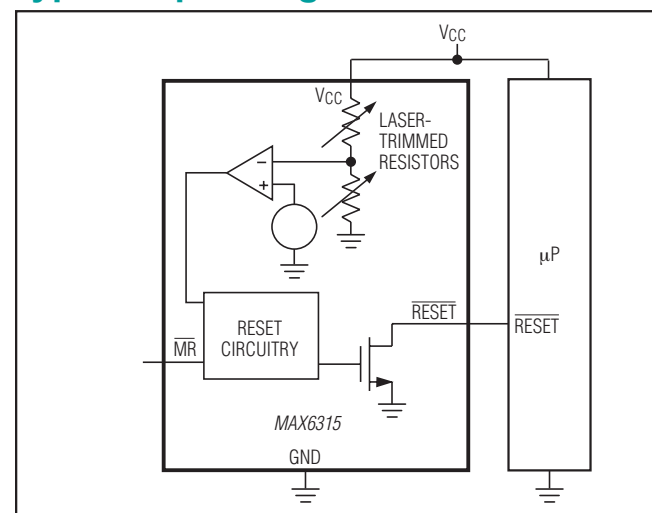 VCC
VCC
LASER-
TRIMMED
RESISTORS
−
+
µP
RESET
RESET
MR
RESET
CIRCUITRY
MAX6315
GND